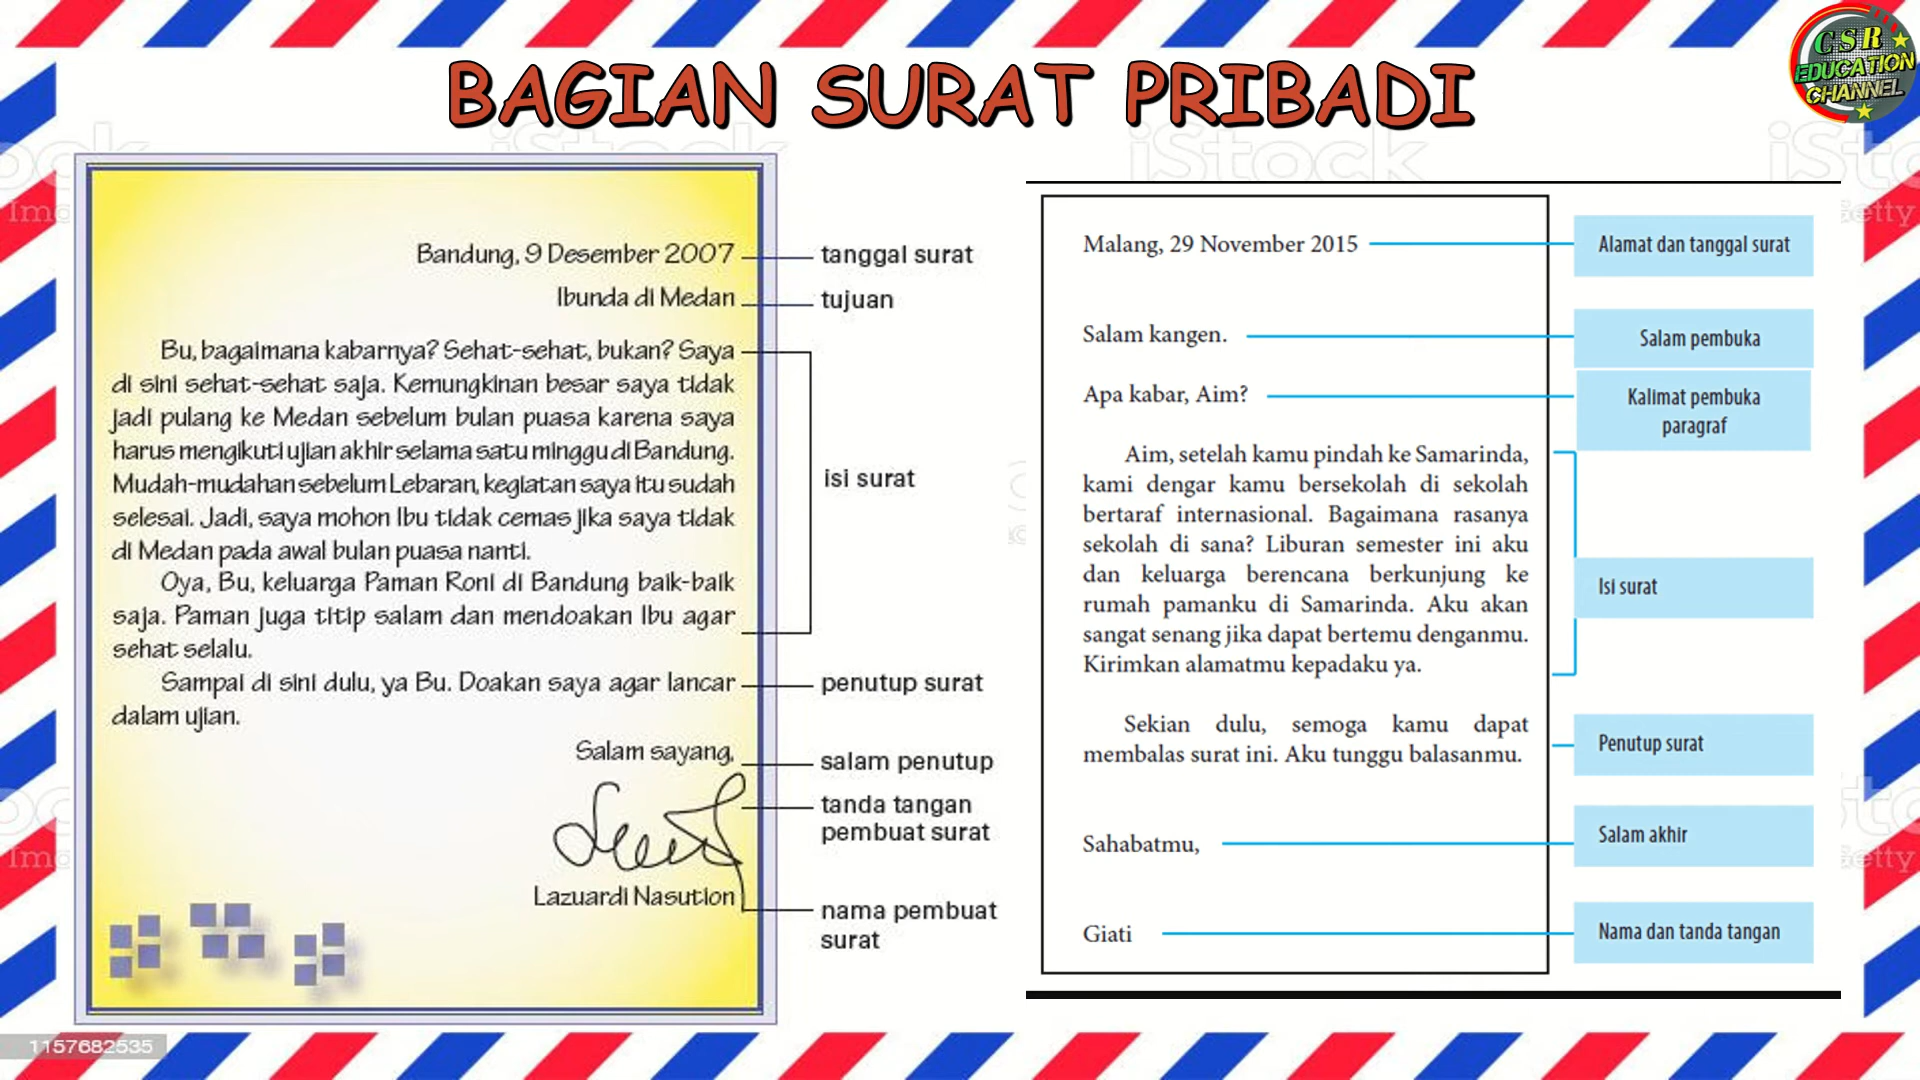 BAGIAN SURAT PRIBADI
CSR
EDUCATION
CHANNEL
Bandung, 9 Desember 2007
tanggal surat
Ibunda di Medan
tujuan
Bu, bagaimana kabarnya? Sehat-sehat, bukan? Saya
di sini sehat-sehat saja. Kemungkinan besar saya tidak
jadi pulang ke Medan sebelum bulan puasa karena saya
harus mengikuti ujian akhir selama satu minggu di Bandung.
Mudah-mudahan sebelum Lebaran, kegiatan saya itu sudah
selesai. Jadi, saya mohon Ibu tidak cemas jika saya tidak
di Medan pada awal bulan puasa nanti.
Oya, Bu, keluarga Paman Roni di Bandung baik-baik
saja. Paman juga titip salam dan mendoakan Ibu agar
sehat selalu.
isi surat
Sampai di sini dulu, ya Bu. Doakan saya agar lancar
dalam ujian.
penutup surat
Salam sayang,
salam penutup
tanda tangan
pembuat surat
Lazuardi Nasution
nama pembuat
surat
Malang, 29 November 2015
Alamat dan tanggal surat
Salam kangen.
Salam pembuka
Apa kabar, Aim?
Kalimat pembuka
paragraf
Aim, setelah kamu pindah ke Samarinda,
kami dengar kamu bersekolah di sekolah
bertaraf internasional. Bagaimana rasanya
sekolah di sana? Liburan semester ini aku
dan keluarga berencana berkunjung ke
rumah pamanku di Samarinda. Aku akan
sangat senang jika dapat bertemu denganmu.
Kirimkan alamatmu kepadaku ya.
Isi surat
Sekian dulu, semoga kamu dapat
membalas surat ini. Aku tunggu balasanmu.
Penutup surat
Sahabatmu,
Salam akhir
Giati
Nama dan tanda tangan
iStock
1157682535